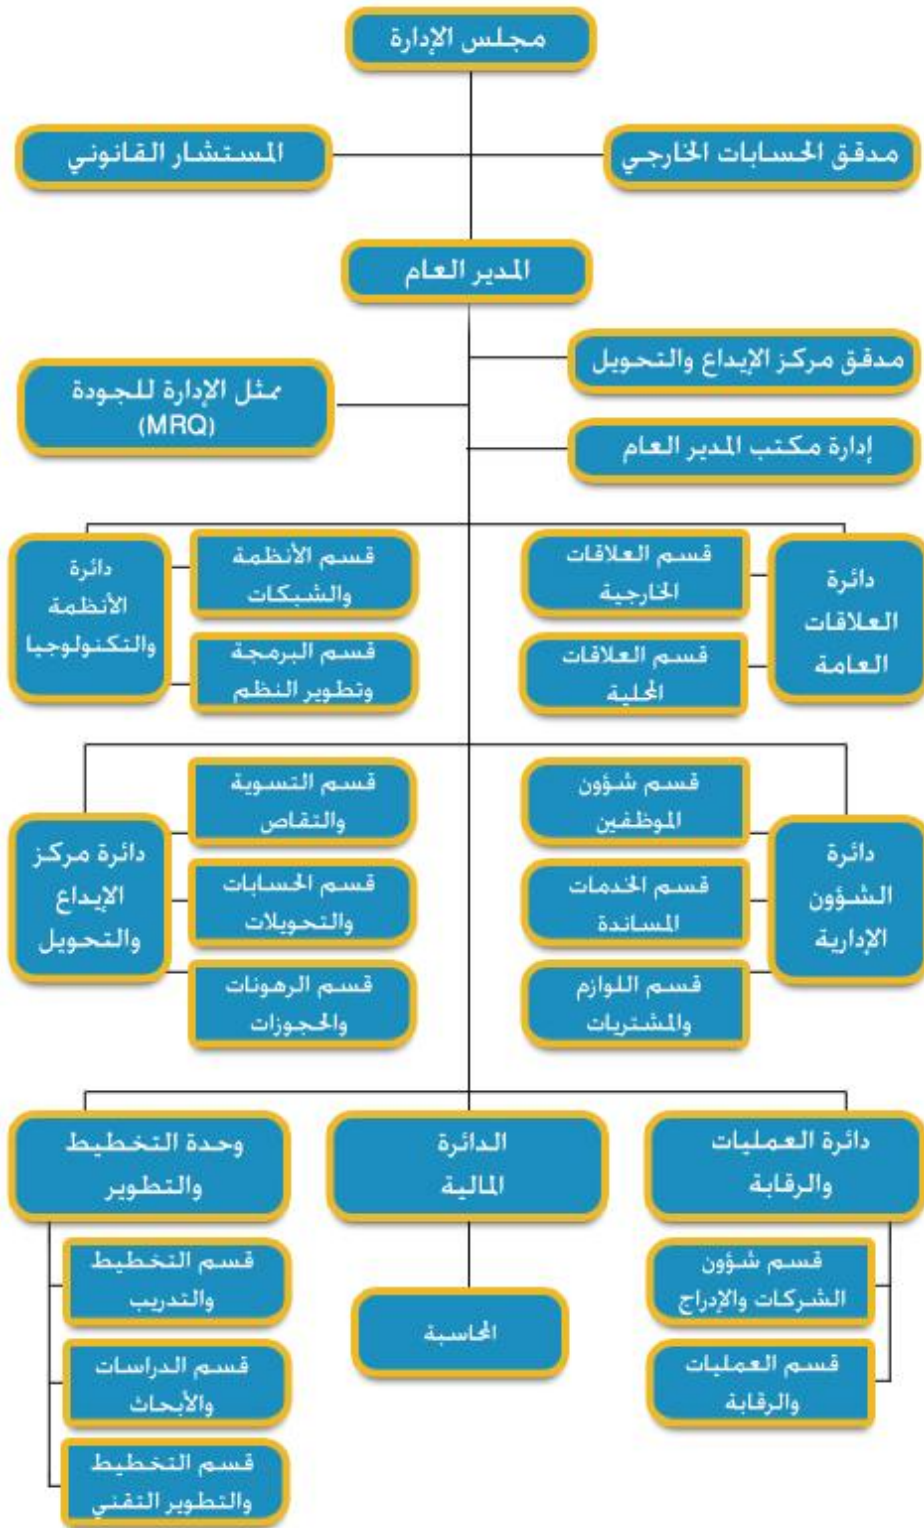 مجلس الإدارة
مدقق الحسابات الخارجي
المستشار القانوني
المدير العام
مدقق مركز الإيداع والتحويل
ممثل الإدارة للجودة
(MRQ)
إدارة مكتب المدير العام
دائرة
العلاقات
العامة
قسم العلاقات
الخارجية
قسم العلاقات
المحلية
قسم الأنظمة
والشبكات
قسم البرمجة
وتطوير النظم
دائرة
الأنظمة
والتكنولوجيا
دائرة
الشؤون
الإدارية
قسم شؤون
الموظفين
قسم الخدمات
المساندة
قسم اللوازم
والمشتريات
قسم التسوية
والتقاص
قسم الحسابات
والتحويلات
قسم الرهونات
والحجوزات
دائرة مركز
الإيداع
والتحويل
دائرة العمليات
والرقابة
قسم شؤون
الشركات والإدراج
قسم العمليات
والرقابة
الدائرة
المالية
المحاسبة
وحدة التخطيط
والتطوير
قسم التخطيط
والتدريب
قسم الدراسات
والأبحاث
قسم التخطيط
والتطوير التقني